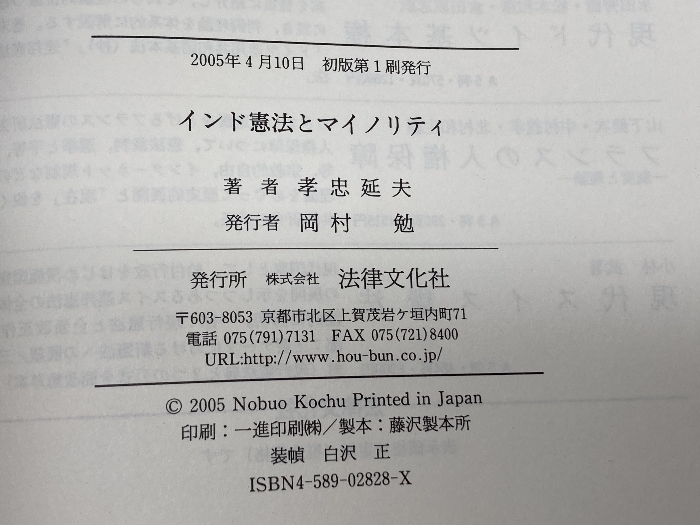 2005年4月10日　初版第1刷発行
インド憲法とマイノリティ
著者　孝忠延夫
発行者　岡村　勉
発行所　株式会社　法律文化社
〒603-8053 京都市北区上賀茂岩ケ垣内町71
電話 075(791)7131　FAX 075(721)8400
URL:http://www.hou-bun.co.jp/
© 2005 Nobuo Kochu Printed in Japan
印刷：一進印刷㈱／製本：藤沢製本所
装幀　白沢　正
ISBN4-589-02828-X